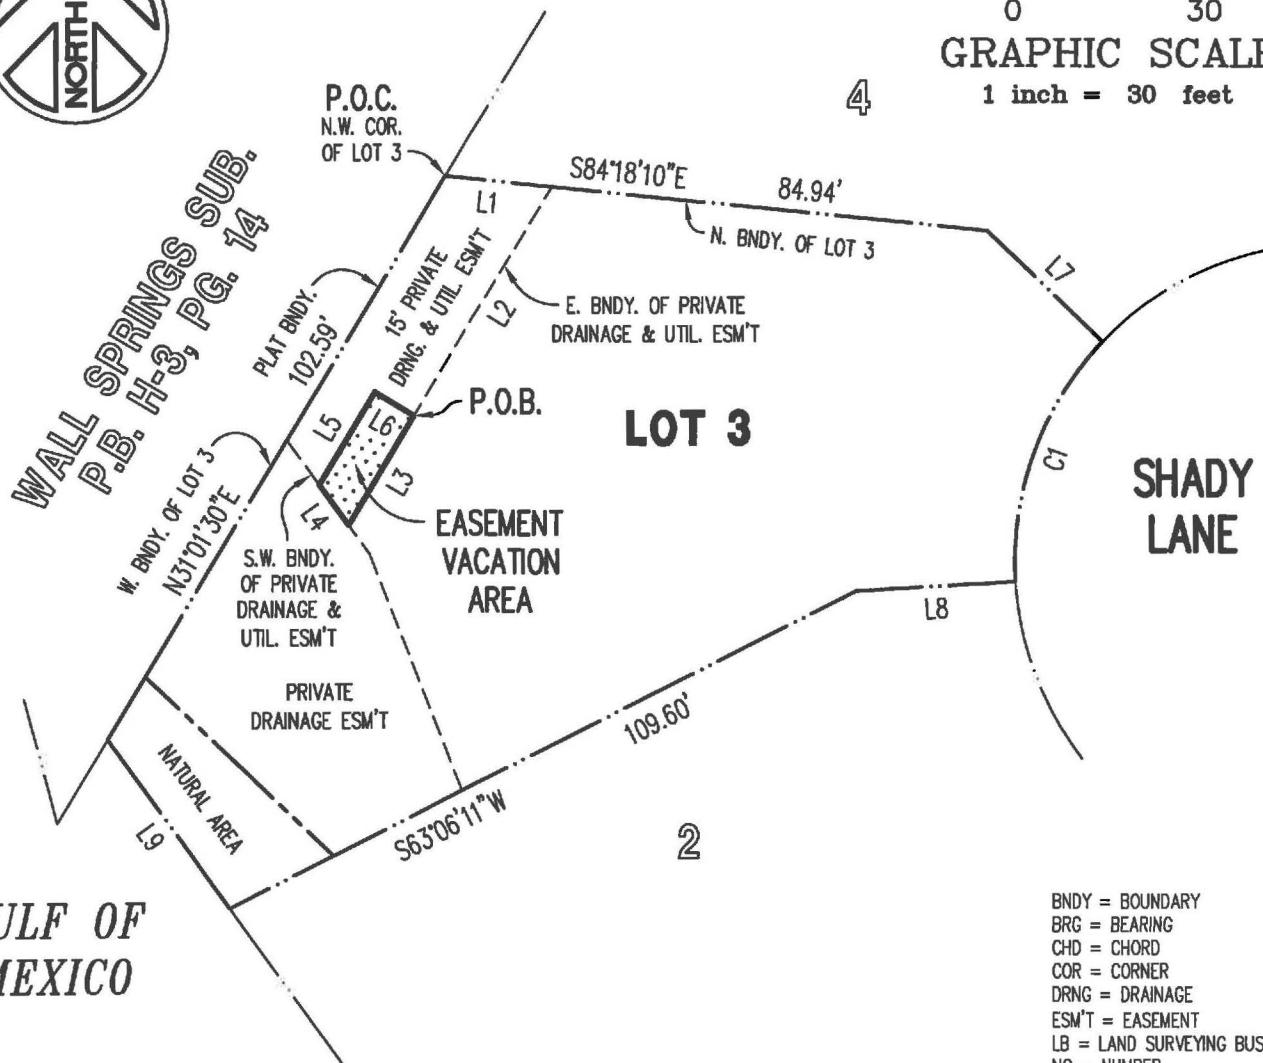 NORTH
0 30
GRAPHIC SCALE
1 inch = 30 feet
4
P.O.C.
N.W. COR.
OF LOT 3
S84°18'10"E 84.94'
L1
N. BNDY. OF LOT 3
L7
WALL SPRINGS SUB.
P.B. H-3, PG. 14
PLAT BNDY.
102.59'
15' PRIVATE
DRNG. & UTIL. ESM'T
L2
E. BNDY. OF PRIVATE
DRAINAGE & UTIL. ESM'T
P.O.B.
LOT 3
L5
L6
L3
L4
C1
SHADY
LANE
W. BNDY. OF LOT 3
N31°01'30"E
EASEMENT
VACATION
AREA
S.W. BNDY.
OF PRIVATE
DRAINAGE &
UTIL. ESM'T
L8
PRIVATE
DRAINAGE ESM'T
109.60'
S63°06'11"W
NATURAL AREA
L9
2
ULF OF
MEXICO
BNDY = BOUNDARY
BRG = BEARING
CHD = CHORD
COR = CORNER
DRNG = DRAINAGE
ESM'T = EASEMENT
LB = LAND SURVEYING BUS